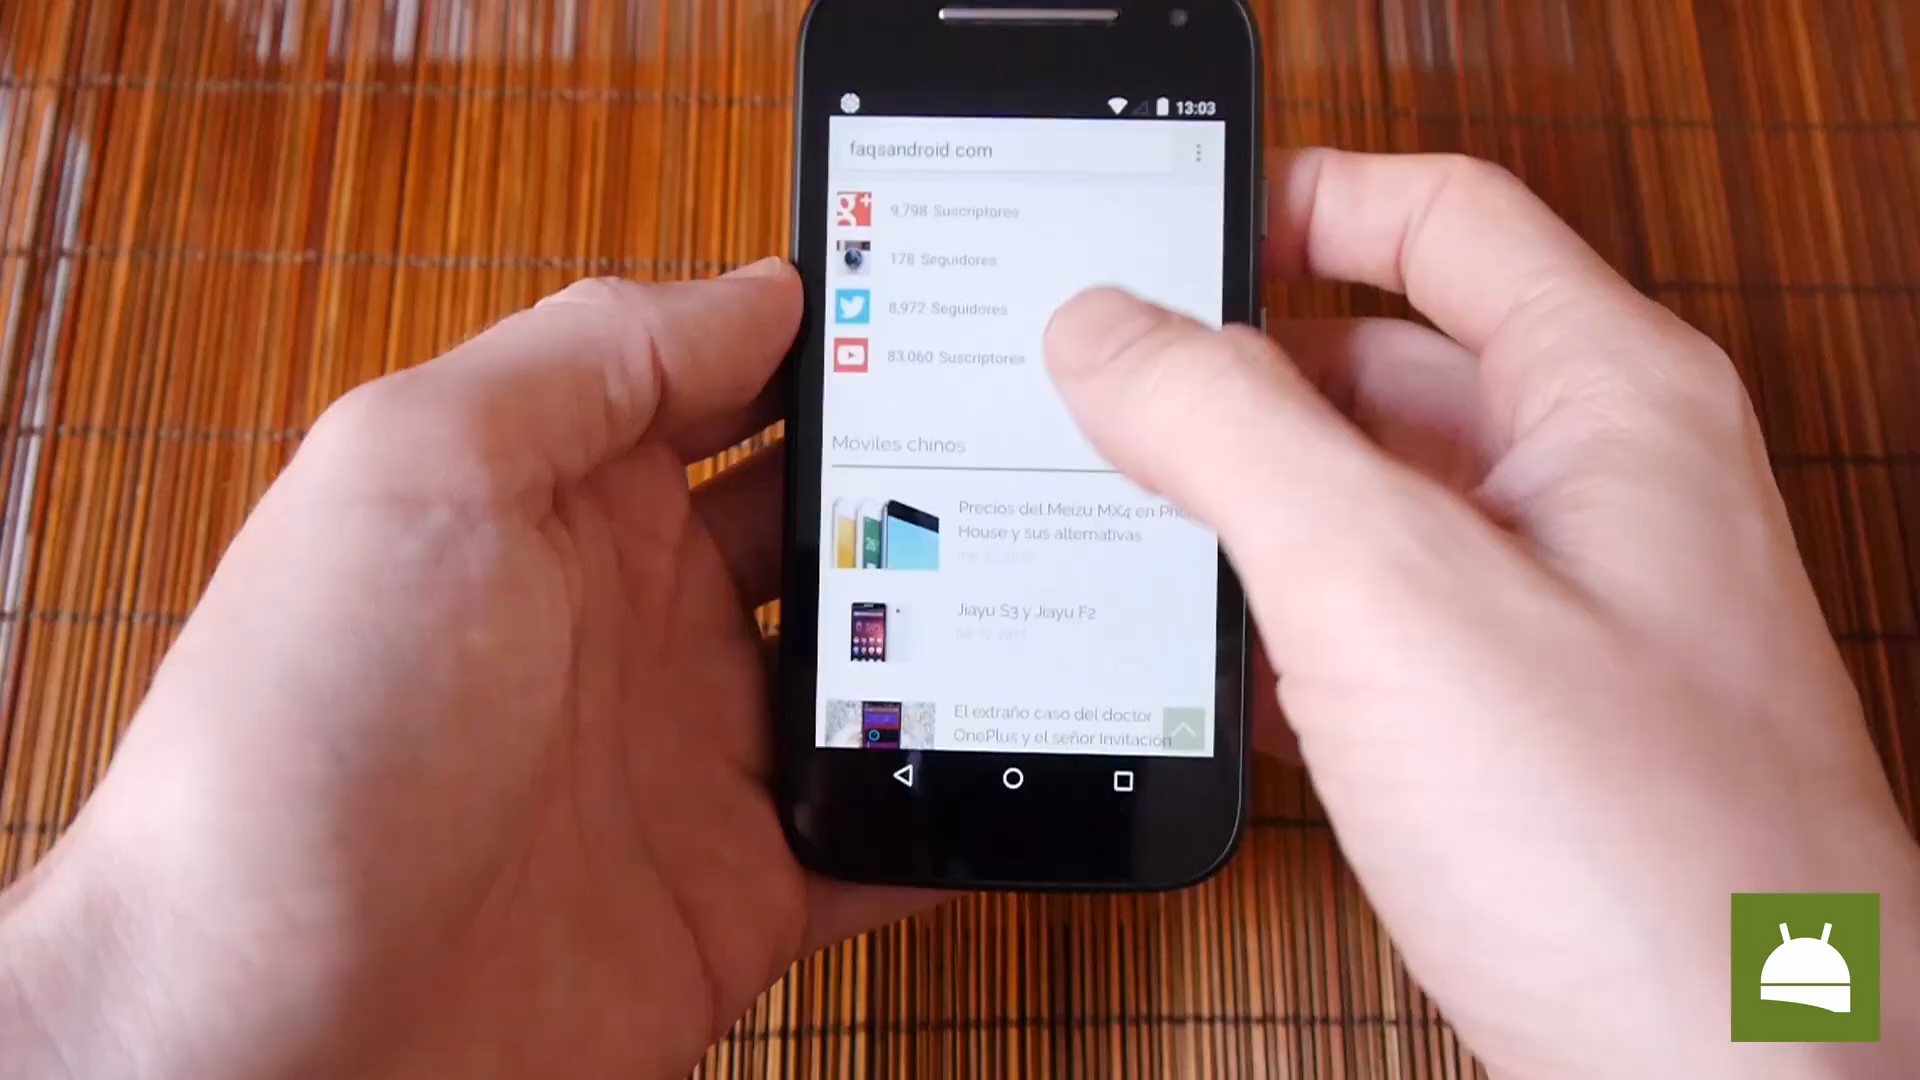 13:03
faqsandroid.com
9,798 Suscriptores
178 Seguidores
8,972 Seguidores
83.060 Suscriptores
Moviles chinos
Precios del Meizu MX4 en
House y sus alternativas
Jiayu S3 y Jiayu F2
El extraño caso del doctor
OnePlus y el señor Invitación